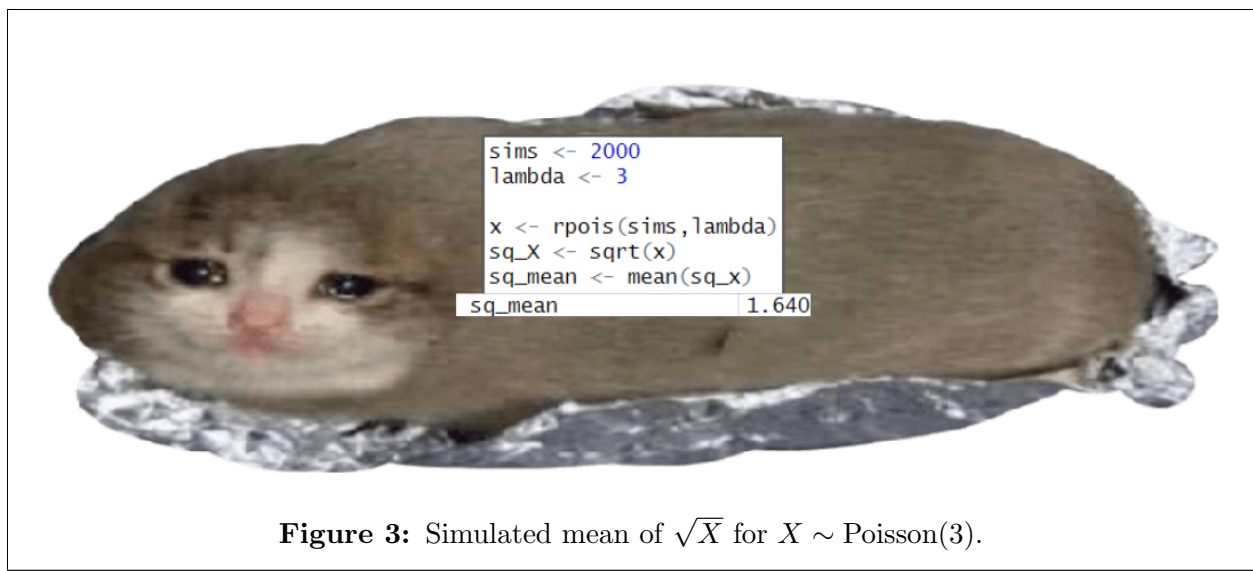 sims <- 2000
lambda <- 3
x <- rpois(sims,lambda)
sq_X <- sqrt(x)
sq_mean <- mean(sq_x)
sq_mean 1.640
Figure 3: Simulated mean of √X for X ∼ Poisson(3).